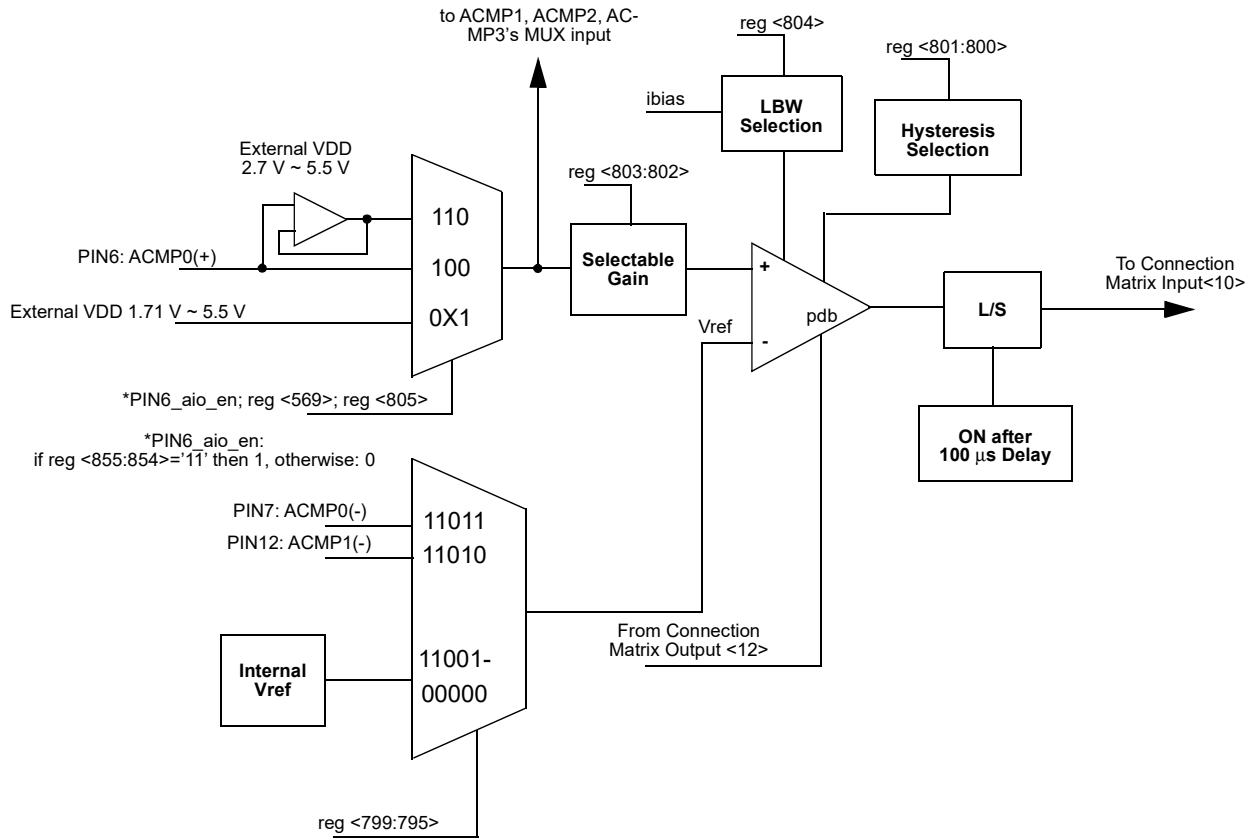 to ACMP1, ACMP2, AC-
MP3's MUX input
reg <804>
reg <801:800>
ibias
LBW
Selection
Hysteresis
Selection
External VDD
2.7 V ~ 5.5 V
reg <803:802>
110
PIN6: ACMP0(+)
100
Selectable
Gain
+
To Connection
Matrix Input<10>
External VDD 1.71 V ~ 5.5 V
0X1
Vref
pdb
-
L/S
*PIN6_aio_en; reg <569>; reg <805>
*PIN6_aio_en:
if reg <855:854>='11' then 1, otherwise: 0
ON after
100 μs Delay
PIN7: ACMP0(-)
11011
PIN12: ACMP1(-)
11010
From Connection
Matrix Output <12>
Internal
Vref
11001-
00000
reg <799:795>